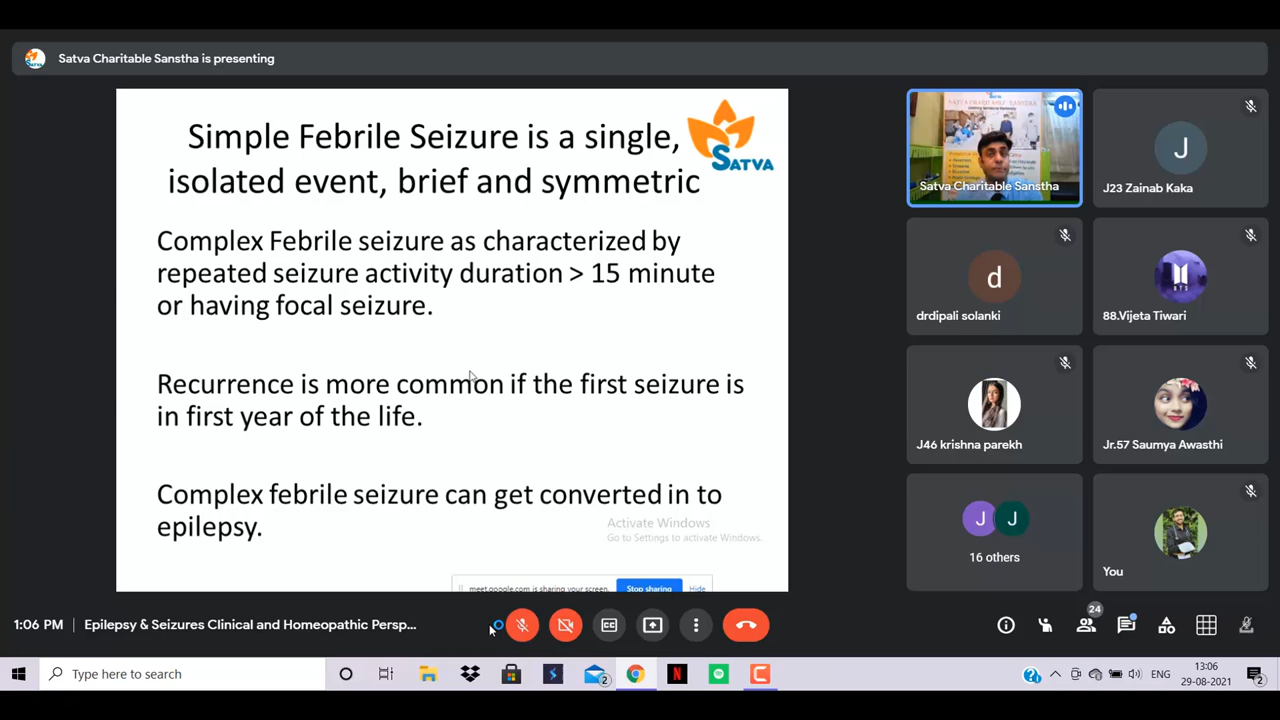 Satva Charitable Sanstha is presenting
Simple Febrile Seizure is a single,
isolated event, brief and symmetric
SATVA
Complex Febrile seizure as characterized by
repeated seizure activity duration > 15 minute
or having focal seizure.
Recurrence is more common if the first seizure is
in first year of the life.
Complex febrile seizure can get converted in to
epilepsy.
Activate Windows
Go to Settings to activate Windows.
meet.google.com is sharing your screen.
Stop sharing
Hide
Satva Charitable Sanstha
J
J23 Zainab Kaka
d
drdipali solanki
BTS
88.Vijeta Tiwari
J46 krishna parekh
Jr.57 Saumya Awasthi
J
J
16 others
You
1:06 PM
Epilepsy & Seizures Clinical and Homeopathic Persp...
CC
24
Type here to search
2
N
ENG
13:06
29-08-2021
2